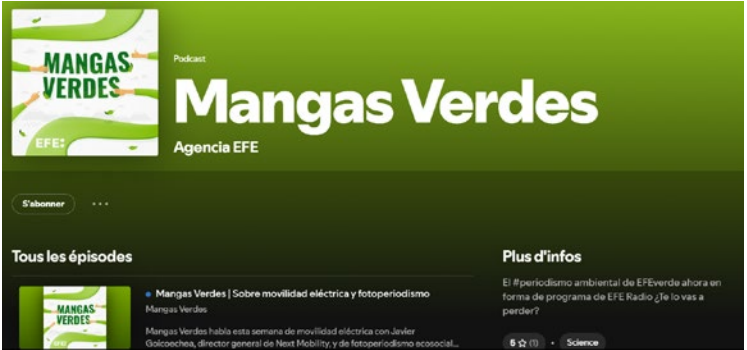 MANGAS
VERDES
EFE:
Podcast
Mangas Verdes
Agencia EFE
S'abonner
Tous les épisodes
Mangas Verdes | Sobre movilidad eléctrica y fotoperiodismo
Mangas Verdes
Mangas Verdes habla esta semana de movilidad eléctrica con Javier
Goicoechea, director general de Next Mobility, y de fotoperiodismo ecosocial...
MANGAS
VERDES
EFE:
Plus d'infos
El #periodismo ambiental de EFEverde ahora en
forma de programa de EFE Radio ¿Te lo vas a
perder?
5 ☆ (1) • Science